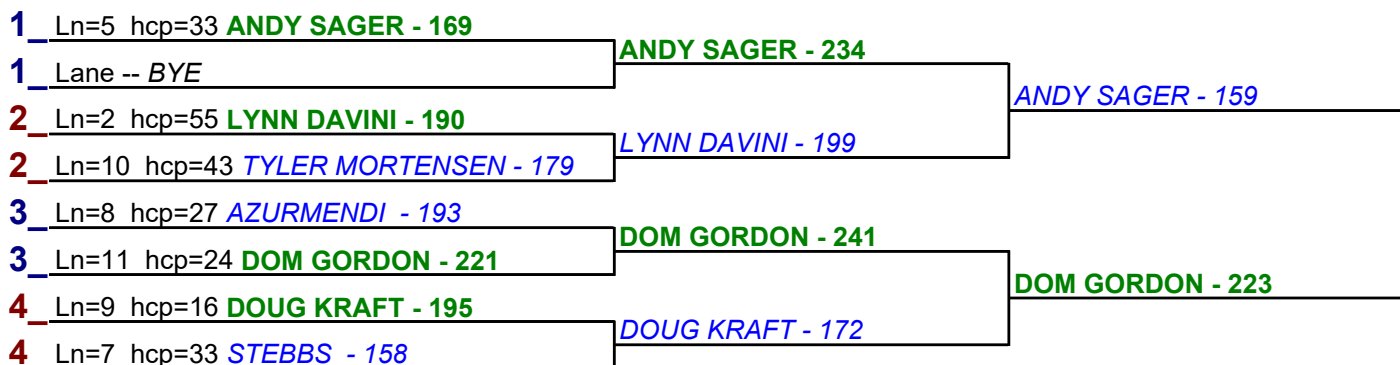 1_ Ln=5 hcp=33 ANDY SAGER - 169
ANDY SAGER - 234
1_ Lane -- BYE
ANDY SAGER - 159
2_ Ln=2 hcp=55 LYNN DAVINI - 190
LYNN DAVINI - 199
2_ Ln=10 hcp=43 TYLER MORTENSEN - 179
3_ Ln=8 hcp=27 AZURMENDI - 193
DOM GORDON - 241
3_ Ln=11 hcp=24 DOM GORDON - 221
DOM GORDON - 223
4_ Ln=9 hcp=16 DOUG KRAFT - 195
DOUG KRAFT - 172
4 Ln=7 hcp=33 STEBBS - 158